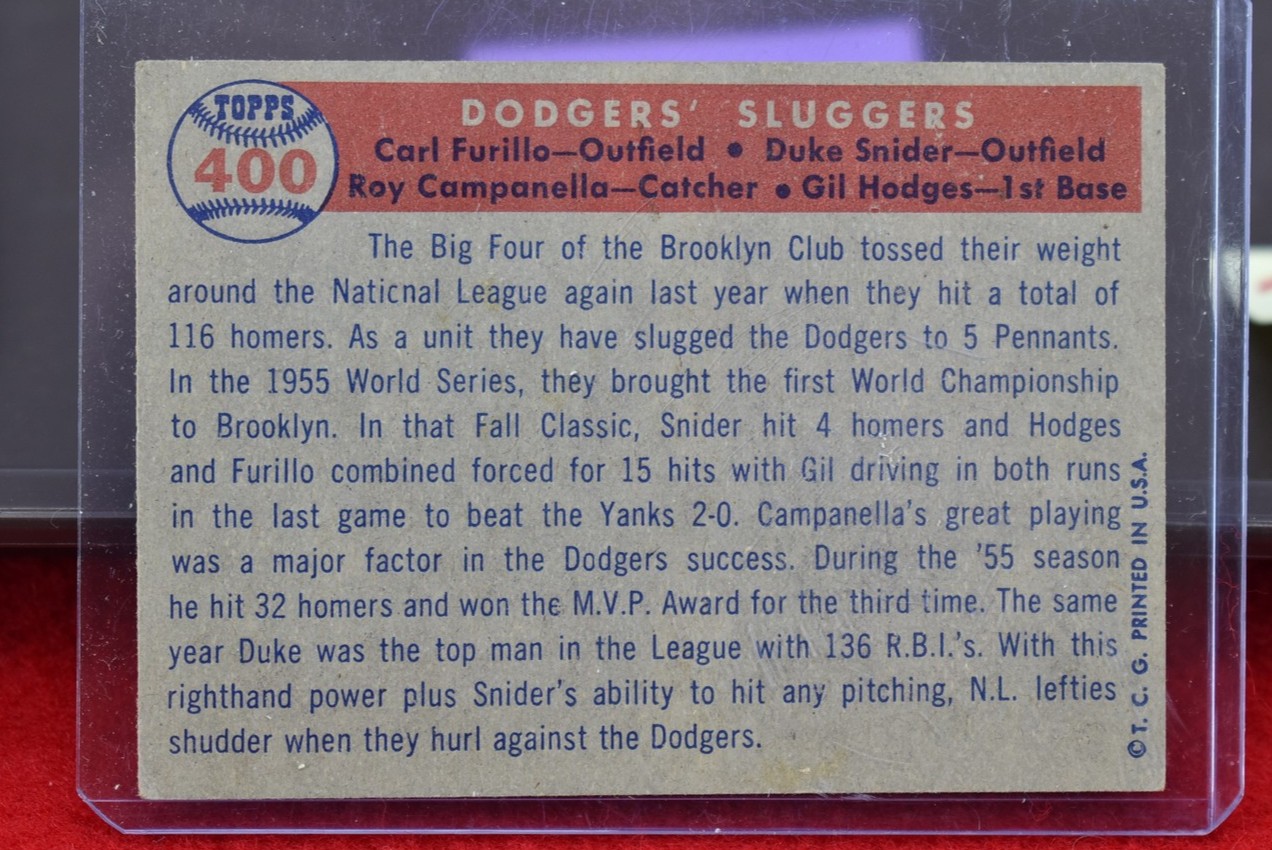 TOPPS
400
DODGERS' SLUGGERS
Carl Furillo—Outfield • Duke Snider—Outfield
Roy Campanella—Catcher • Gil Hodges—1st Base
The Big Four of the Brooklyn Club tossed their weight
around the Naticnal League again last year when they hit a total of
116 homers. As a unit they have slugged the Dodgers to 5 Pennants.
In the 1955 World Series, they brought the first World Championship
to Brooklyn. In that Fall Classic, Snider hit 4 homers and Hodges
and Furillo combined forced for 15 hits with Gil driving in both runs
in the last game to beat the Yanks 2-0. Campanella's great playing
was a major factor in the Dodgers success. During the '55 season
he hit 32 homers and won the M.V.P. Award for the third time. The same
year Duke was the top man in the League with 136 R.B.I.'s. With this
righthand power plus Snider's ability to hit any pitching, N.L. lefties
shudder when they hurl against the Dodgers.
© T. C. G. PRINTED IN U.S.A.